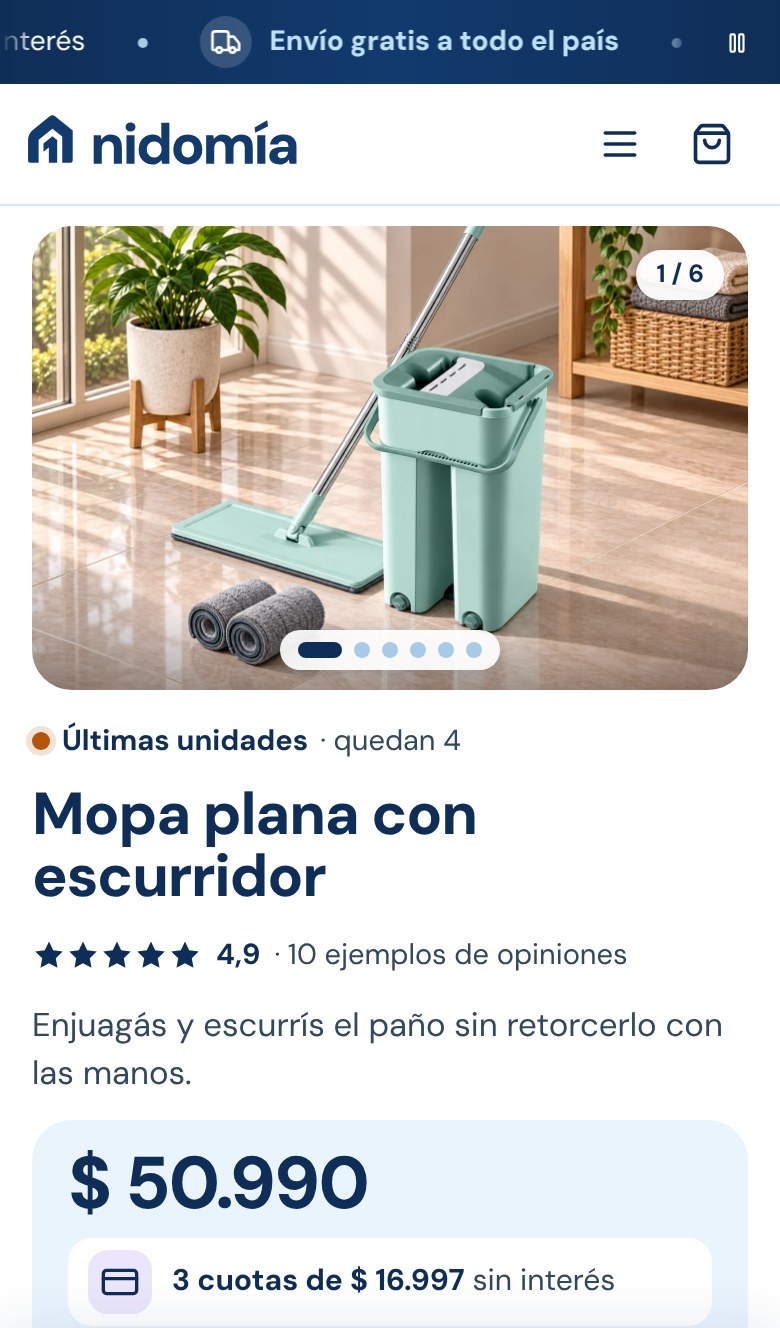 nterés • Envío gratis a todo el país •
nidomía
1 / 6
Últimas unidades · quedan 4
Mopa plana con
escurridor
4,9 · 10 ejemplos de opiniones
Enjuagás y escurrís el paño sin retorcerlo con
las manos.
$ 50.990
3 cuotas de $ 16.997 sin interés